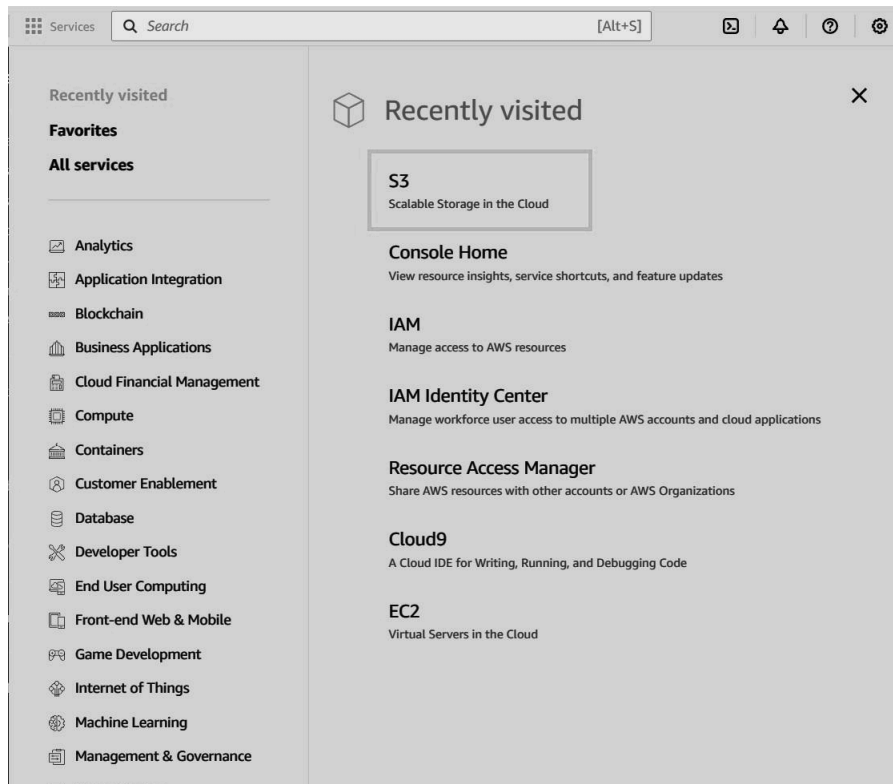 Services
Search
[Alt+S]
Recently visited
Favorites
All services
Analytics
Application Integration
Blockchain
Business Applications
Cloud Financial Management
Compute
Containers
Customer Enablement
Database
Developer Tools
End User Computing
Front-end Web & Mobile
Game Development
Internet of Things
Machine Learning
Management & Governance
Recently visited
S3
Scalable Storage in the Cloud
Console Home
View resource insights, service shortcuts, and feature updates
IAM
Manage access to AWS resources
IAM Identity Center
Manage workforce user access to multiple AWS accounts and cloud applications
Resource Access Manager
Share AWS resources with other accounts or AWS Organizations
Cloud9
A Cloud IDE for Writing, Running, and Debugging Code
EC2
Virtual Servers in the Cloud